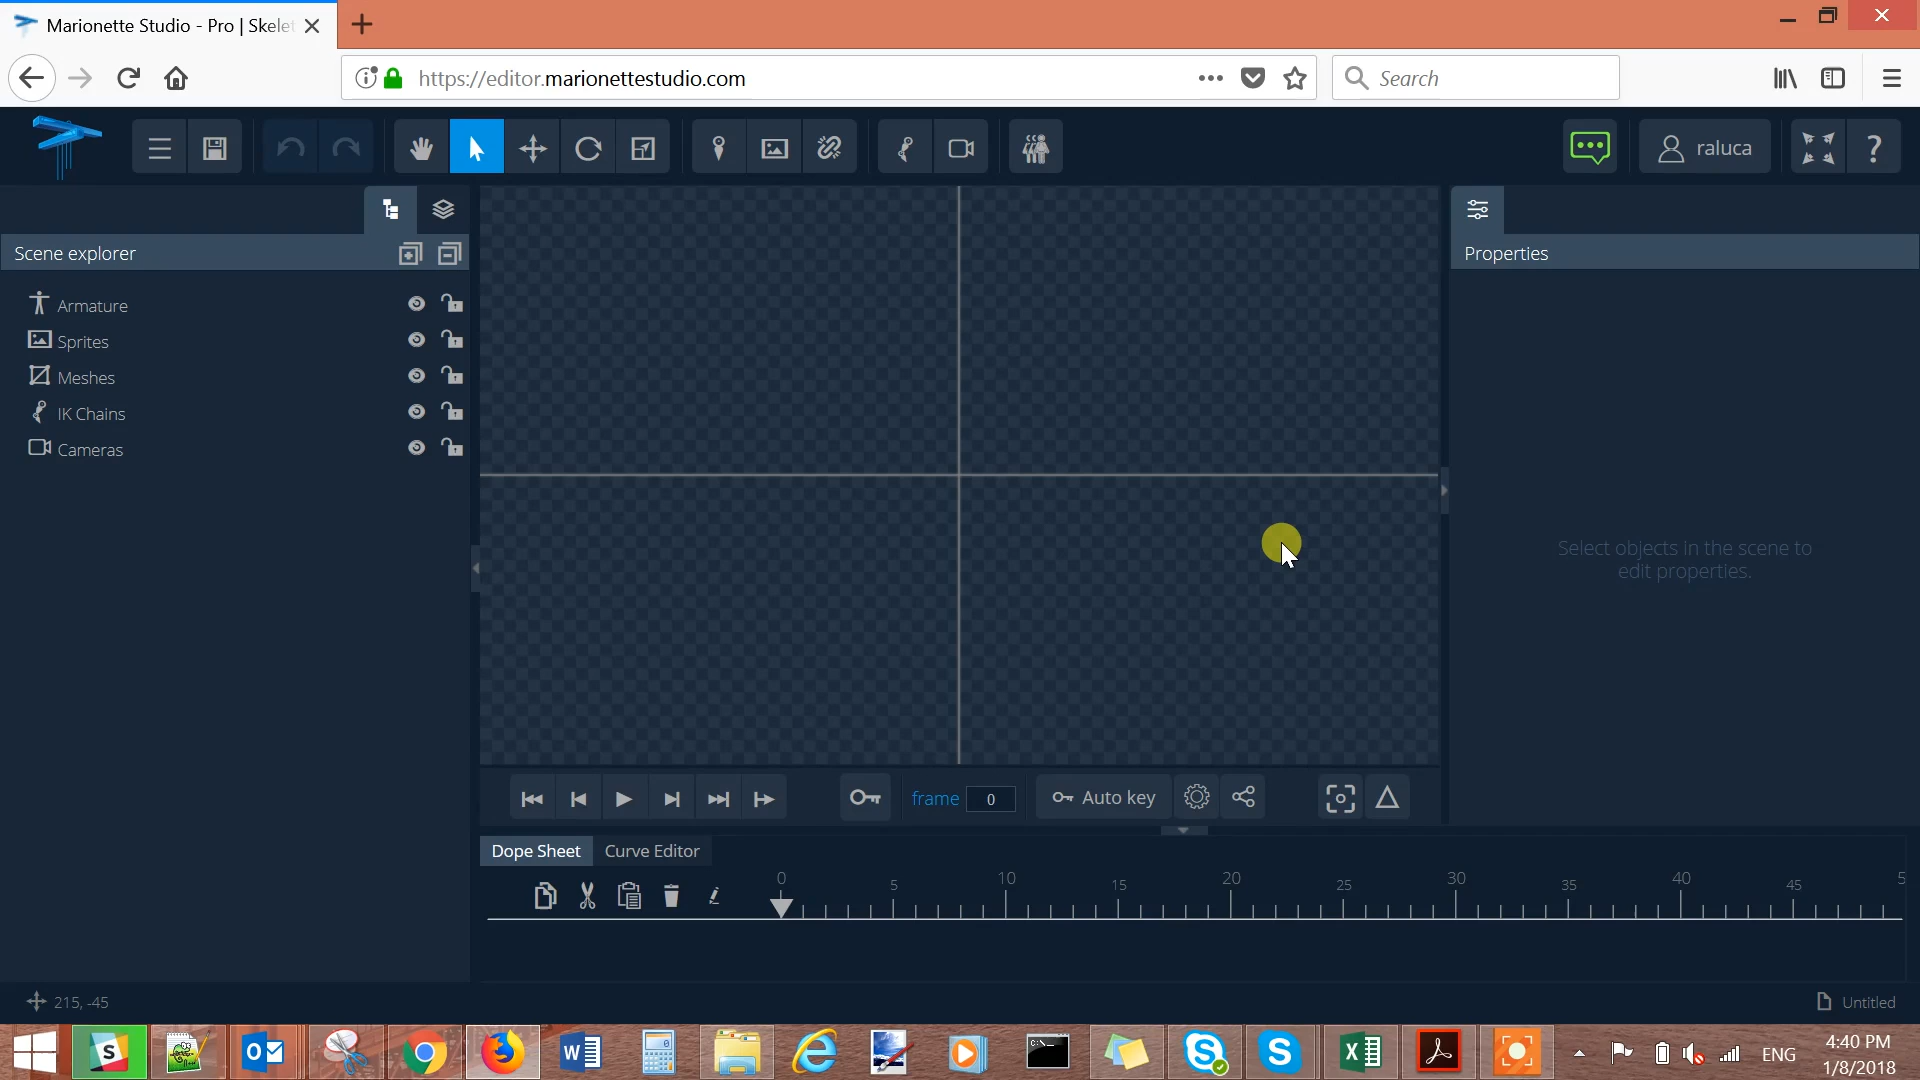 Marionette Studio - Pro | Skelet
https://editor.marionettestudio.com
Search
raluca
?
Scene explorer
Properties
Armature
Sprites
Meshes
IK Chains
Cameras
Select objects in the scene to
edit properties.
frame 0
Auto key
Dope Sheet
Curve Editor
0 5 10 15 20 25 30 35 40 45 5
215, -45
Untitled
ENG
4:40 PM
1/8/2018